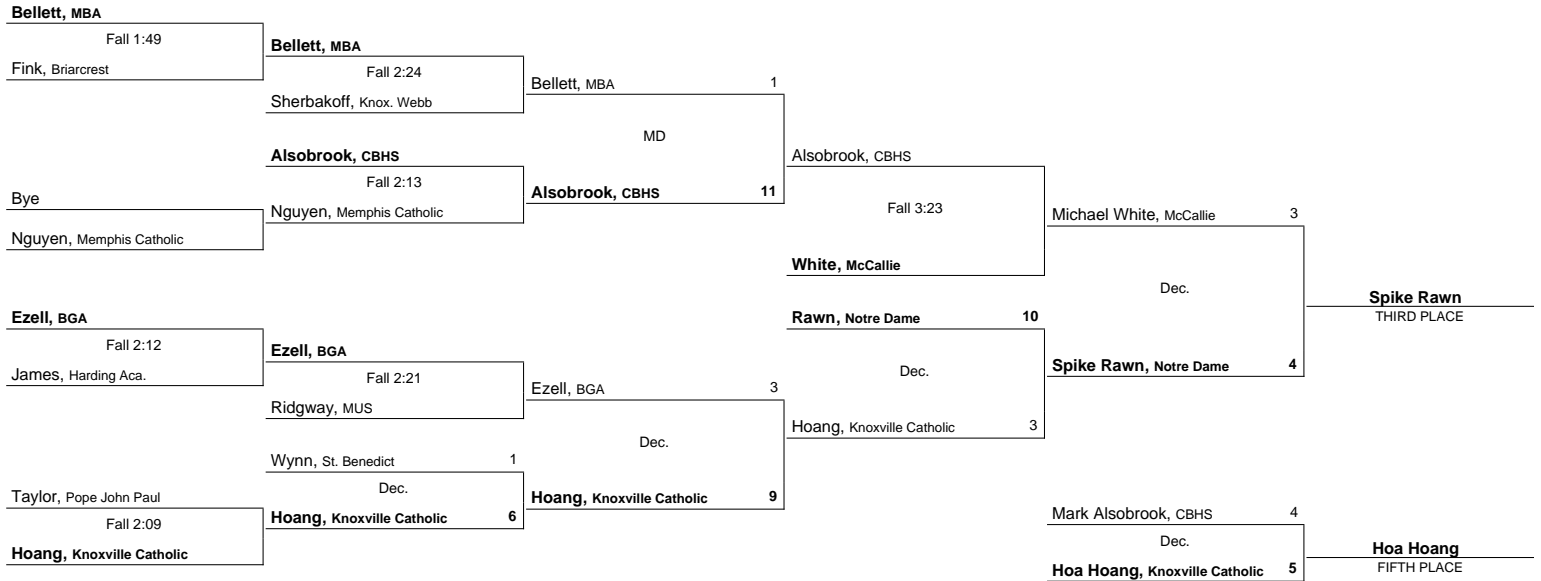 Bellett, MBA
Fall 1:49
Fink, Briarcrest
Bye
Nguyen, Memphis Catholic
Ezell, BGA
Fall 2:12
James, Harding Aca.
Taylor, Pope John Paul
Fall 2:09
Hoang, Knoxville Catholic
Bellett, MBA
Fall 2:24
Sherbakoff, Knox. Webb
Alsobrook, CBHS
Fall 2:13
Nguyen, Memphis Catholic
Ezell, BGA
Fall 2:21
Ridgway, MUS
Wynn, St. Benedict 1
Dec.
Hoang, Knoxville Catholic 6
Bellett, MBA 1
MD
Alsobrook, CBHS 11
Ezell, BGA 3
Dec.
Hoang, Knoxville Catholic 9
Alsobrook, CBHS
Fall 3:23
White, McCallie
Rawn, Notre Dame 10
Dec.
Hoang, Knoxville Catholic 3
Michael White, McCallie 3
Dec.
Spike Rawn, Notre Dame 4
Spike Rawn
THIRD PLACE
Mark Alsobrook, CBHS 4
Dec.
Hoa Hoang, Knoxville Catholic 5
Hoa Hoang
FIFTH PLACE